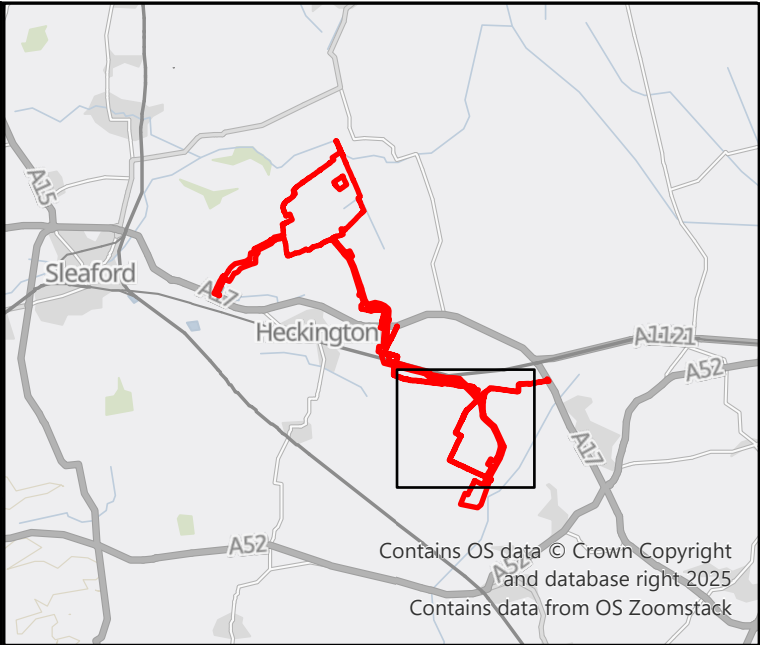 A15
Sleaford
A17
Heckington
A1121
A52
A17
A52
A52
Contains OS data © Crown Copyright
and database right 2025
Contains data from OS Zoomstack